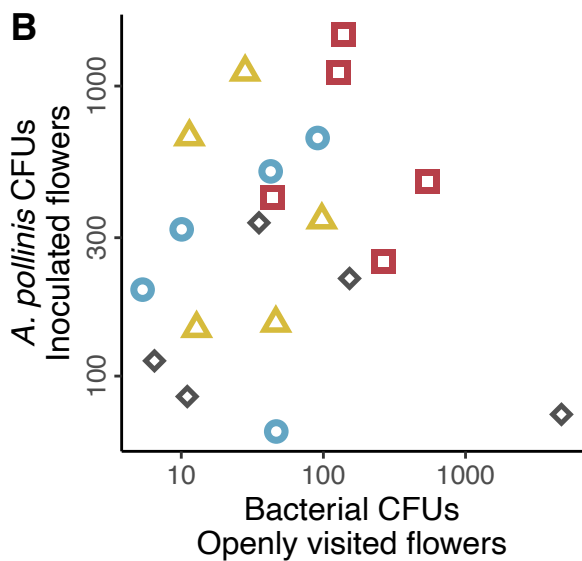 B
A. pollinis CFUs
Inoculated flowers
1000
300
100
10 100 1000
Bacterial CFUs
Openly visited flowers